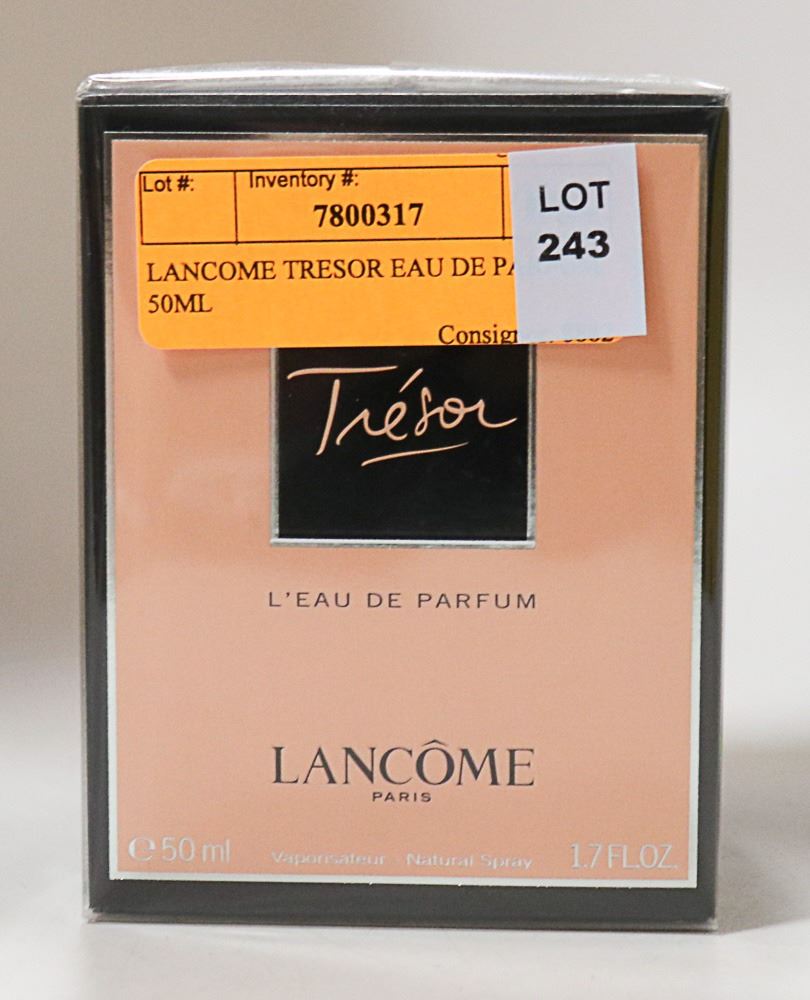 Lot #: Inventory #:
7800317
LOT
243
LANCOME TRESOR EAU DE
50ML
Trésor
L'EAU DE PARFUM
LANCÔME
PARIS
℮ 50 ml Vaporisateur Natural Spray 1.7 FL.OZ.